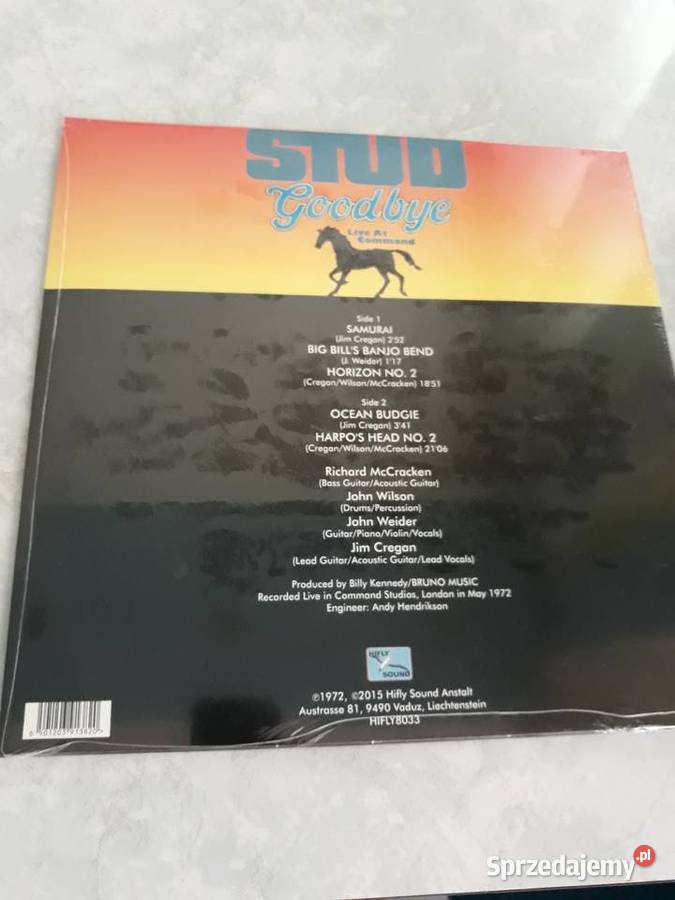 STUD
Goodbye
Live At
Command
Side 1
SAMURAI
(Jim Cregan) 2'52
BIG BILL'S BANJO BEND
(J. Weider) 1'17
HORIZON NO. 2
(Cregan/Wilson/McCracken) 18'51
Side 2
OCEAN BUDGIE
(Jim Cregan) 3'41
HARPO'S HEAD NO. 2
(Cregan/Wilson/McCracken) 21'06
Richard McCracken
(Bass Guitar/Acoustic Guitar)
John Wilson
(Drums/Percussion)
John Weider
(Guitar/Piano/Violin/Vocals)
Jim Cregan
(Lead Guitar/Acoustic Guitar/Lead Vocals)
Produced by Billy Kennedy/BRUNO MUSIC
Recorded Live in Command Studios, London in May 1972
Engineer: Andy Hendrikson
HIFLY
SOUND
℗1972, ©2015 Hifly Sound Anstalt
Austrasse 81, 9490 Vaduz, Liechtenstein
HIFLY8033
Sprzedajemy.pl